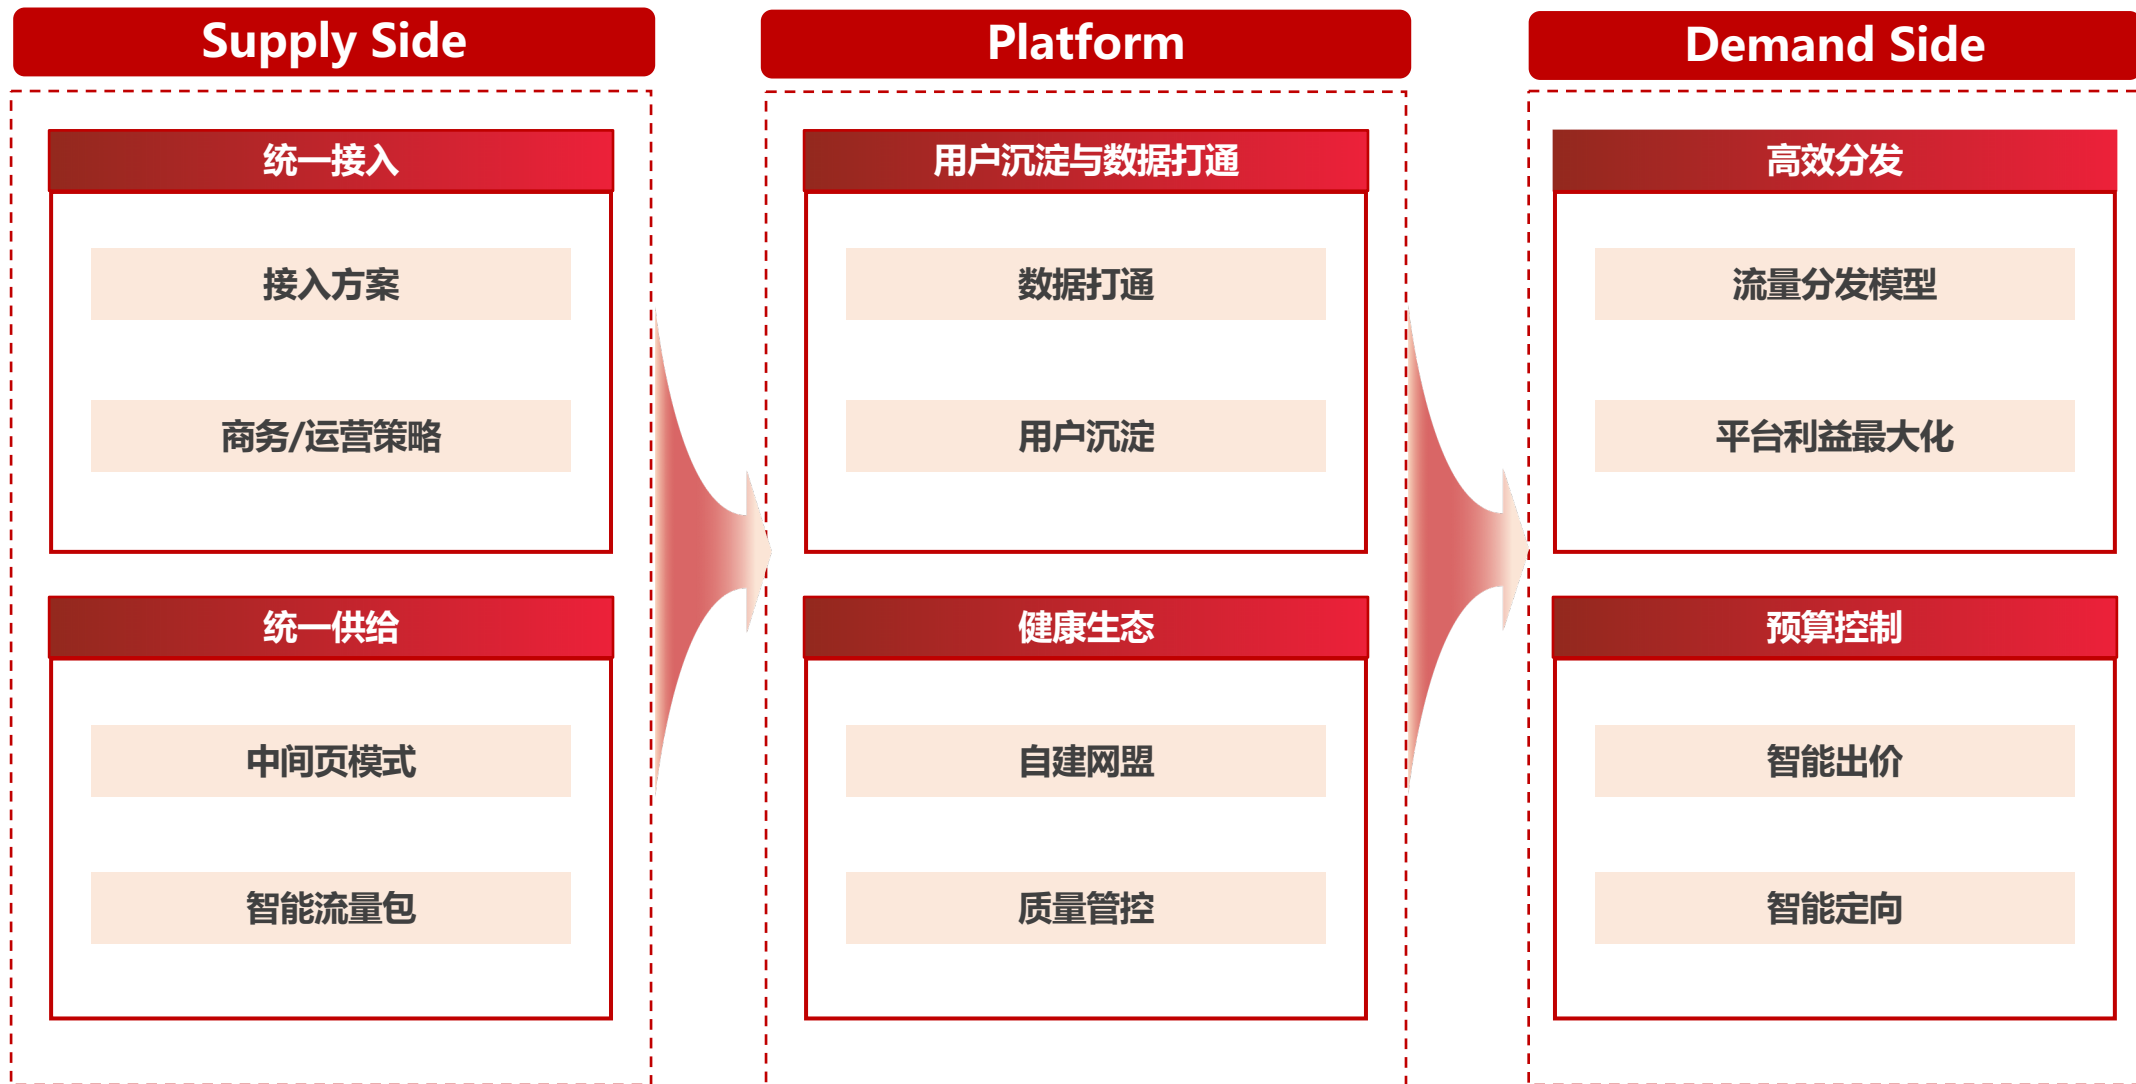 Supply Side
统一接入
接入方案
商务/运营策略
统一供给
中间页模式
智能流量包
Platform
用户沉淀与数据打通
数据打通
用户沉淀
健康生态
自建网盟
质量管控
Demand Side
高效分发
流量分发模型
平台利益最大化
预算控制
智能出价
智能定向